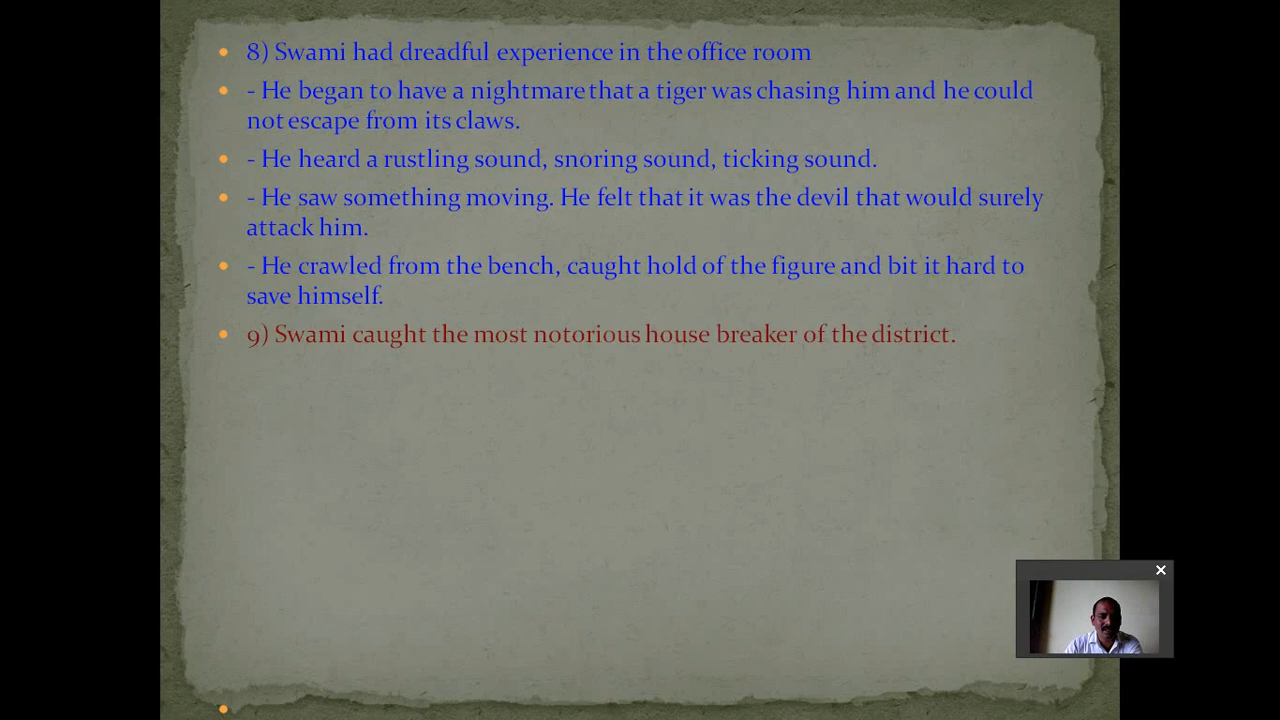 8) Swami had dreadful experience in the office room
- He began to have a nightmare that a tiger was chasing him and he could
not escape from its claws.
- He heard a rustling sound, snoring sound, ticking sound.
- He saw something moving. He felt that it was the devil that would surely
attack him.
- He crawled from the bench, caught hold of the figure and bit it hard to
save himself.
9) Swami caught the most notorious house breaker of the district.